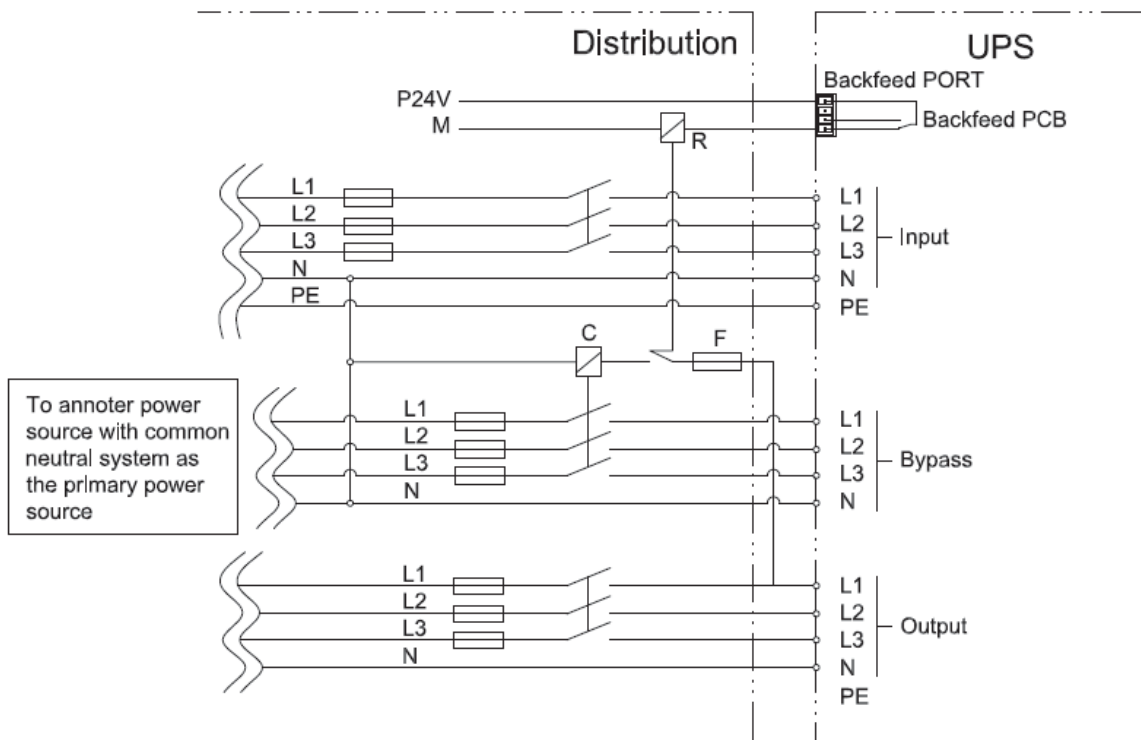 Distribution
UPS
Backfeed PORT
P24V
M
R
Backfeed PCB
L1
L2
L3
N
PE
L1
L2
L3
N
PE
Input
C
F
To annoter power
source with common
neutral system as
the primary power
source
L1
L2
L3
N
L1
L2
L3
N
Bypass
L1
L2
L3
N
L1
L2
L3
N
PE
Output